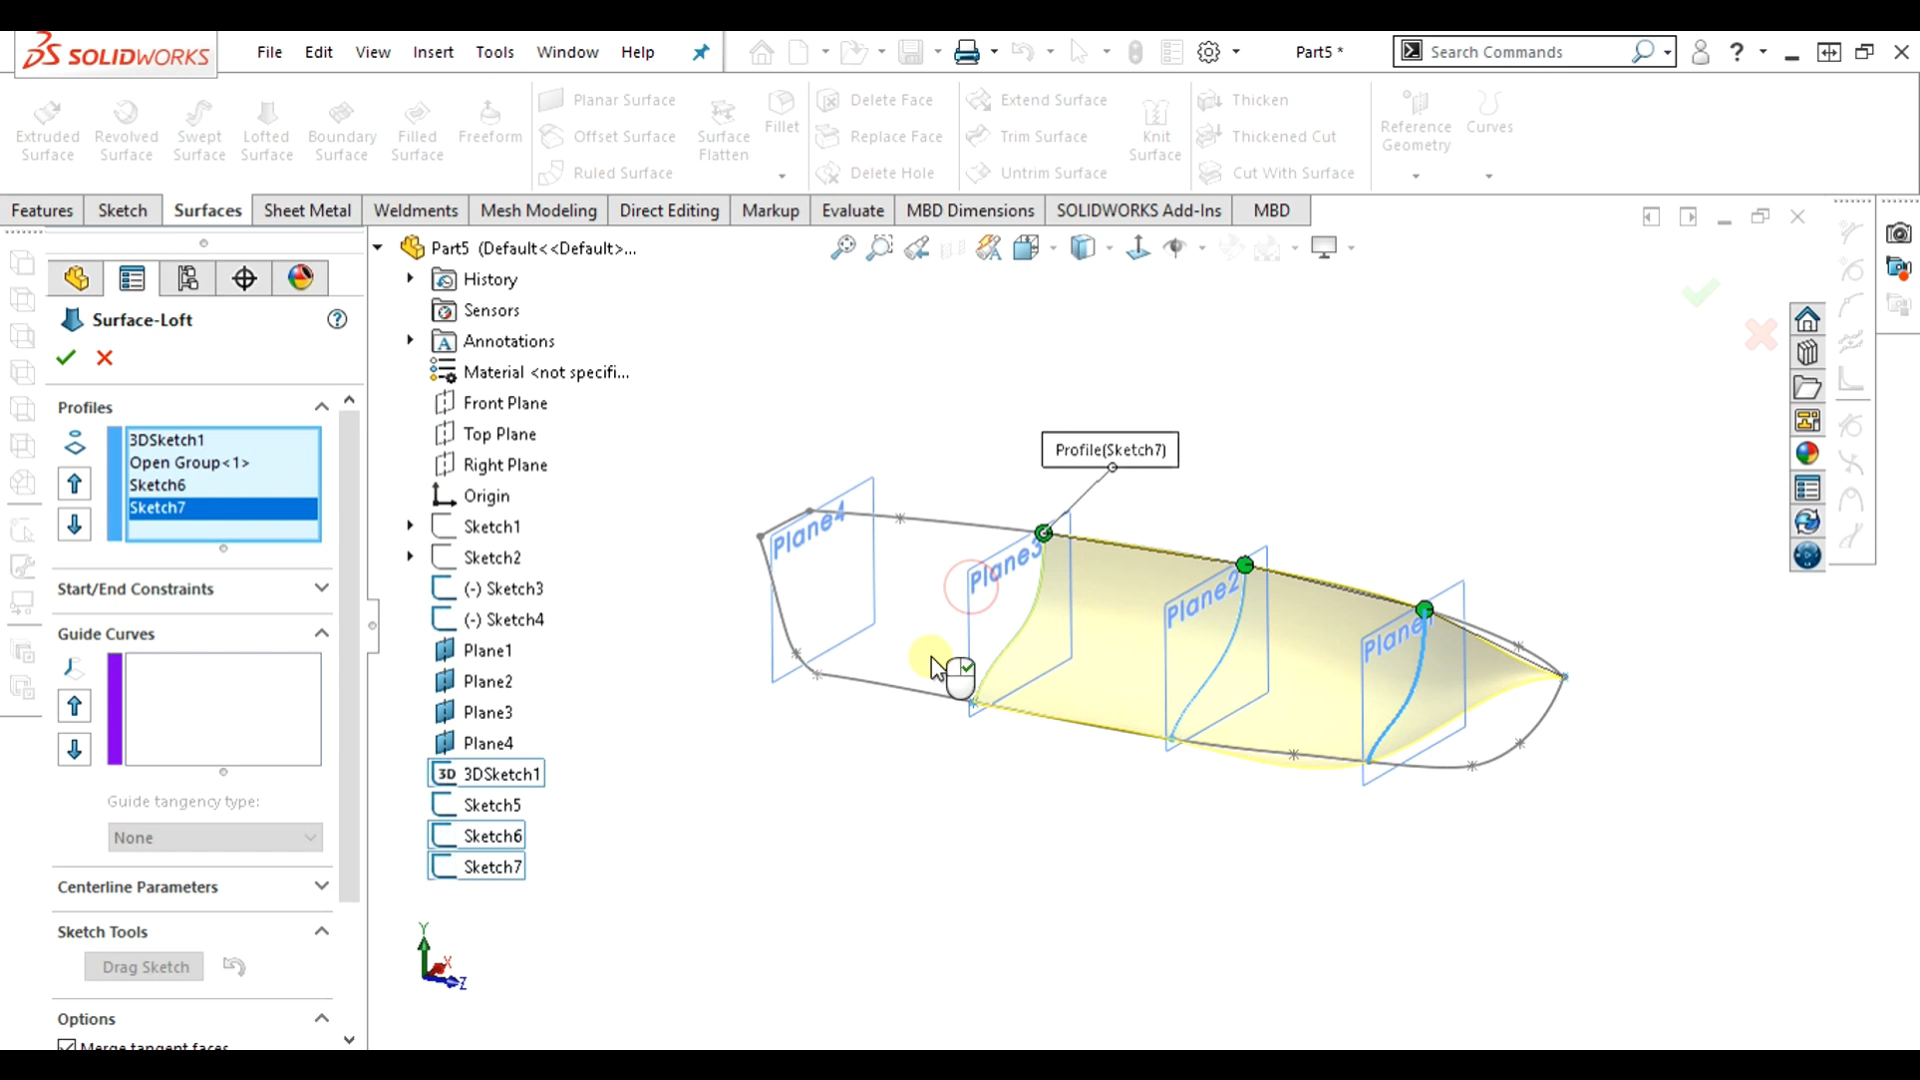 SOLIDWORKS File Edit View Insert Tools Window Help Part5 * Search Commands
Extruded Surface
Revolved Surface
Swept Surface
Lofted Surface
Boundary Surface
Filled Surface
Freeform
Planar Surface
Offset Surface
Ruled Surface
Surface Flatten
Fillet
Delete Face
Replace Face
Delete Hole
Extend Surface
Trim Surface
Untrim Surface
Knit Surface
Thicken
Thickened Cut
Cut With Surface
Reference Geometry
Curves
Features Sketch Surfaces Sheet Metal Weldments Mesh Modeling Direct Editing Markup Evaluate MBD Dimensions SOLIDWORKS Add-Ins MBD
Surface-Loft
Profiles
3DSketch1
Open Group<1>
Sketch6
Sketch7
Start/End Constraints
Guide Curves
Guide tangency type:
None
Centerline Parameters
Sketch Tools
Drag Sketch
Options
Merge tangent faces
Part5 (Default<<Default>...
History
Sensors
Annotations
Material <not specifi...
Front Plane
Top Plane
Right Plane
Origin
Sketch1
Sketch2
(-) Sketch3
(-) Sketch4
Plane1
Plane2
Plane3
Plane4
3D 3DSketch1
Sketch5
Sketch6
Sketch7
Profile(Sketch7)
Plane4
Plane3
Plane2
Plane1
Y
X
Z